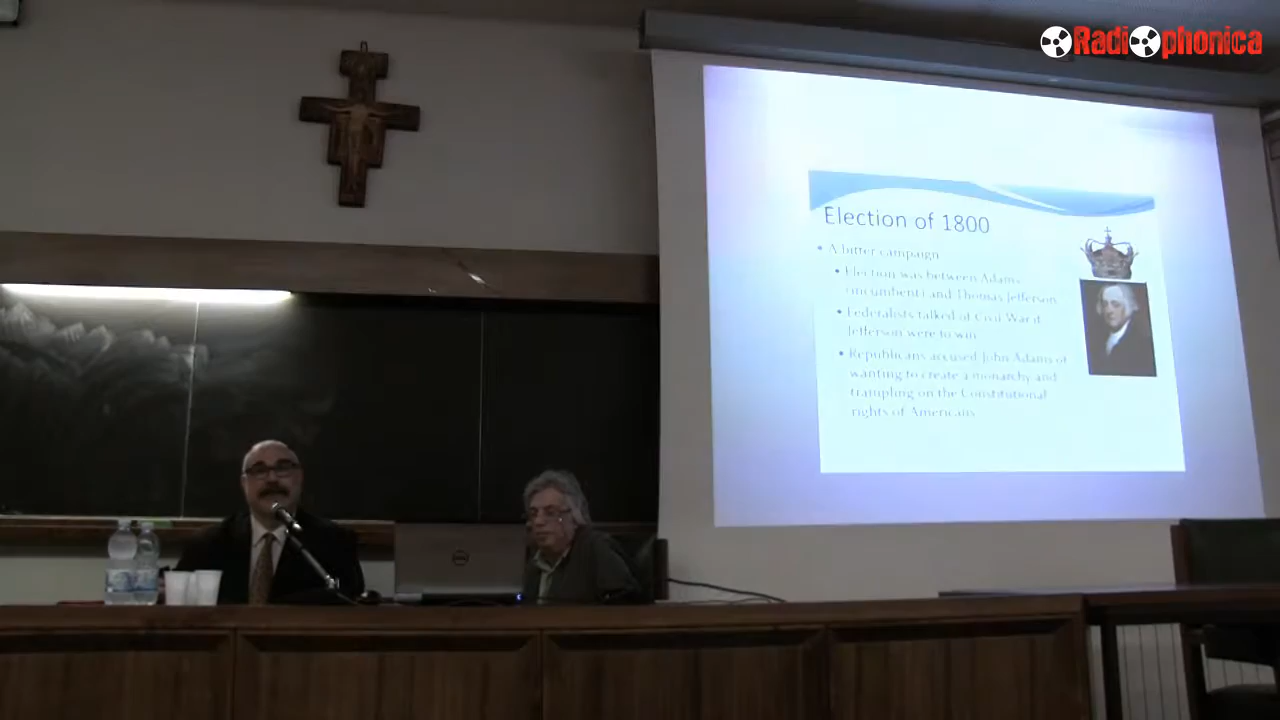 Radiophonica
Election of 1800
• A bitter campaign
• Election was between Adams
(incumbent) and Thomas Jefferson
• Federalists talked of Civil War if
Jefferson were to win
• Republicans accused John Adams of
wanting to create a monarchy and
trampling on the Constitutional
rights of Americans
DELL